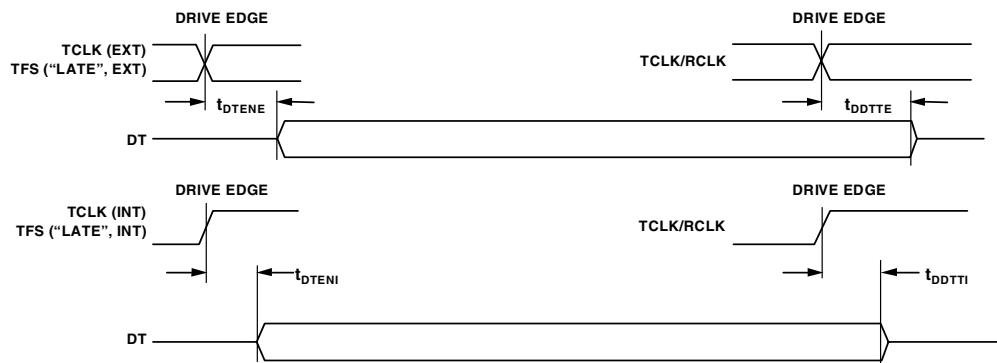 DRIVE EDGE DRIVE EDGE
TCLK (EXT)
TFS (“LATE”, EXT) TCLK/RCLK
tDTENE tDDTTE
DT
DRIVE EDGE DRIVE EDGE
TCLK (INT)
TFS (“LATE”, INT) TCLK/RCLK
tDTENI tDDTTI
DT